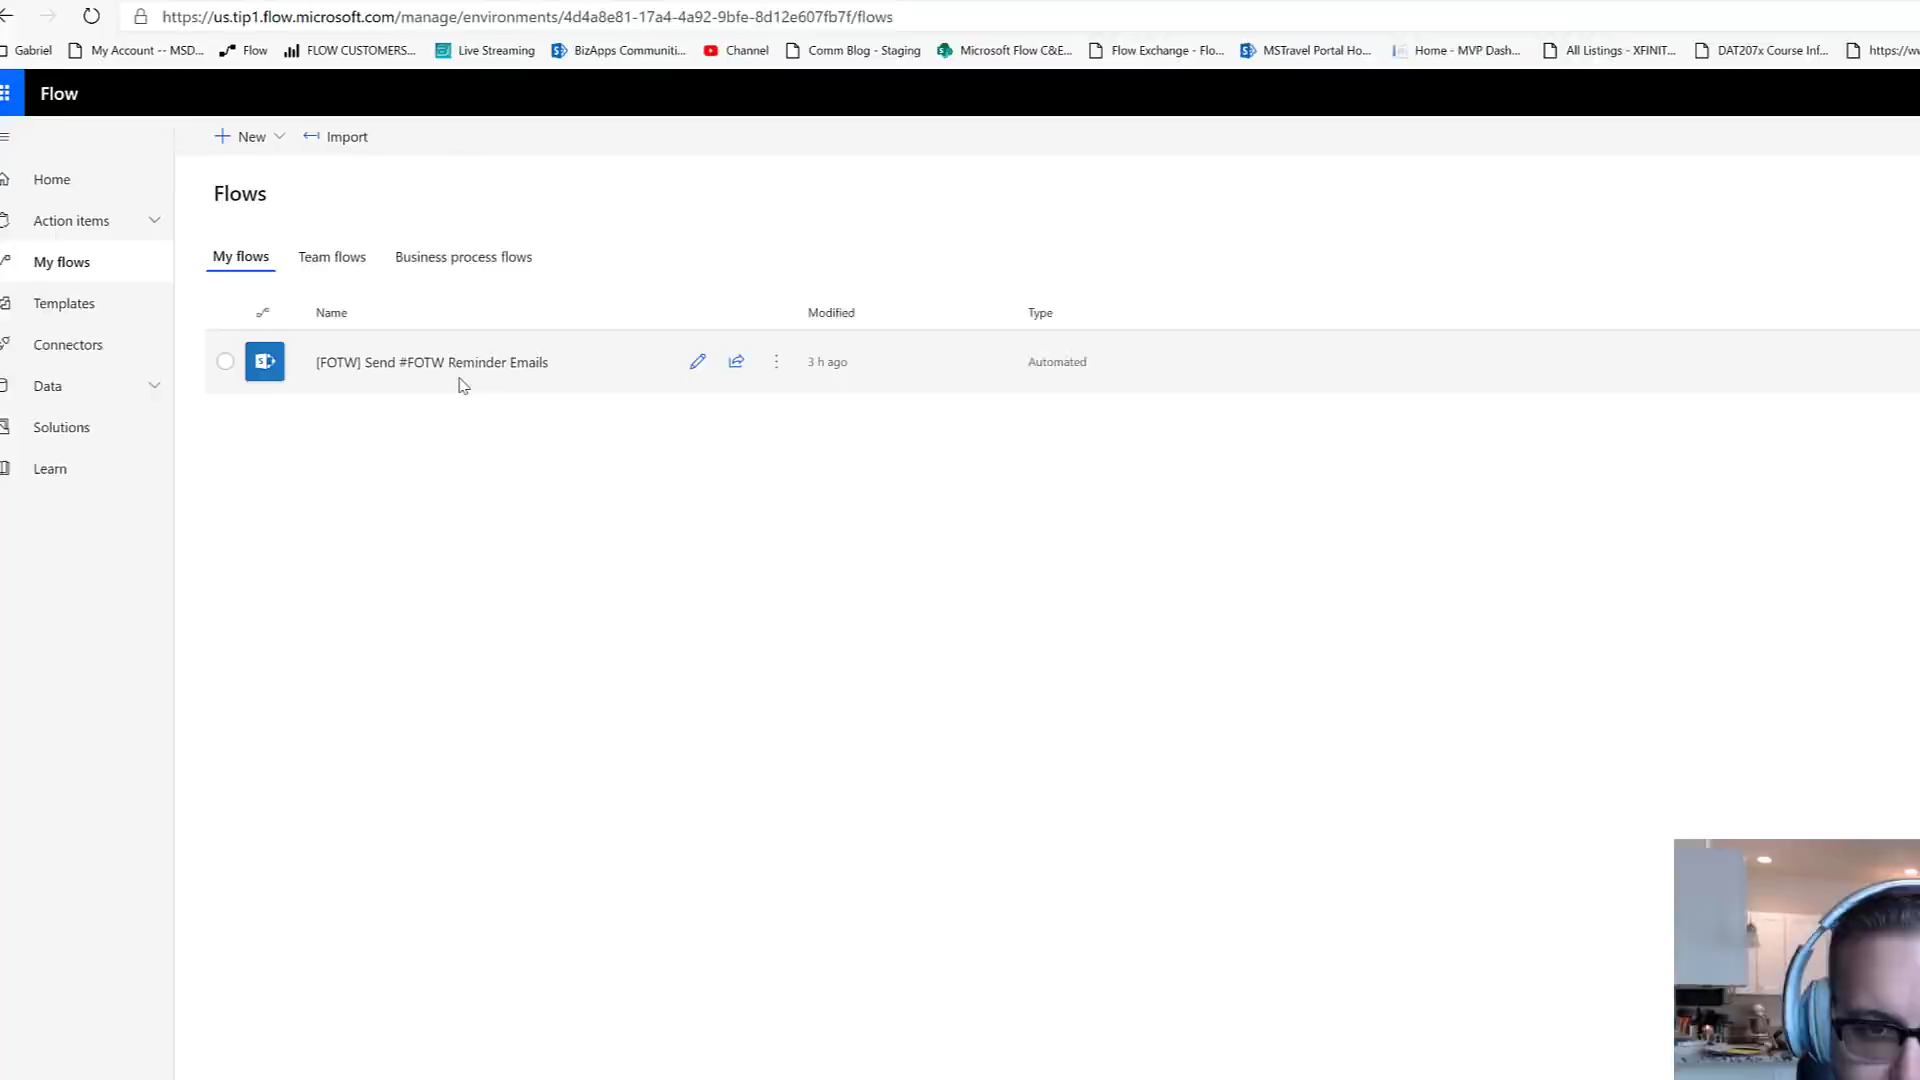 https://us.tip1.flow.microsoft.com/manage/environments/4d4a8e81-17a4-4a92-9bfe-8d12e607fb7f/flows
Gabriel My Account -- MSD... Flow FLOW CUSTOMERS... Live Streaming BizApps Communiti... Channel Comm Blog - Staging Microsoft Flow C&E... Flow Exchange - Flo... MSTravel Portal Ho... Home - MVP Dash... All Listings - XFINIT... DAT207x Course Inf... https://w
Flow
New Import
Home
Action items
My flows
Templates
Connectors
Data
Solutions
Learn
Flows
My flows Team flows Business process flows
Name Modified Type
[FOTW] Send #FOTW Reminder Emails 3 h ago Automated